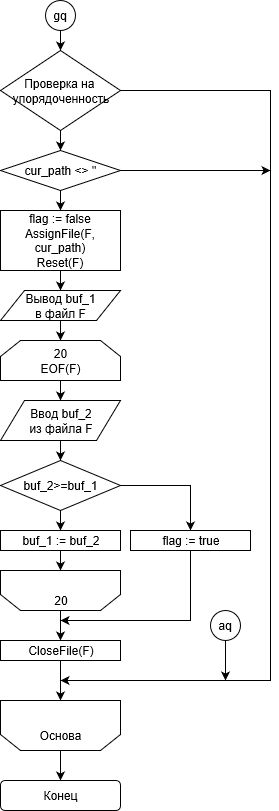 gq
Проверка на
упорядоченность
cur_path <> "
flag := false
AssignFile(F,
cur_path)
Reset(F)
Вывод buf_1
в файл F
20
EOF(F)
Ввод buf_2
из файла F
buf_2>=buf_1
buf_1 := buf_2
flag := true
20
aq
CloseFile(F)
Основа
Конец